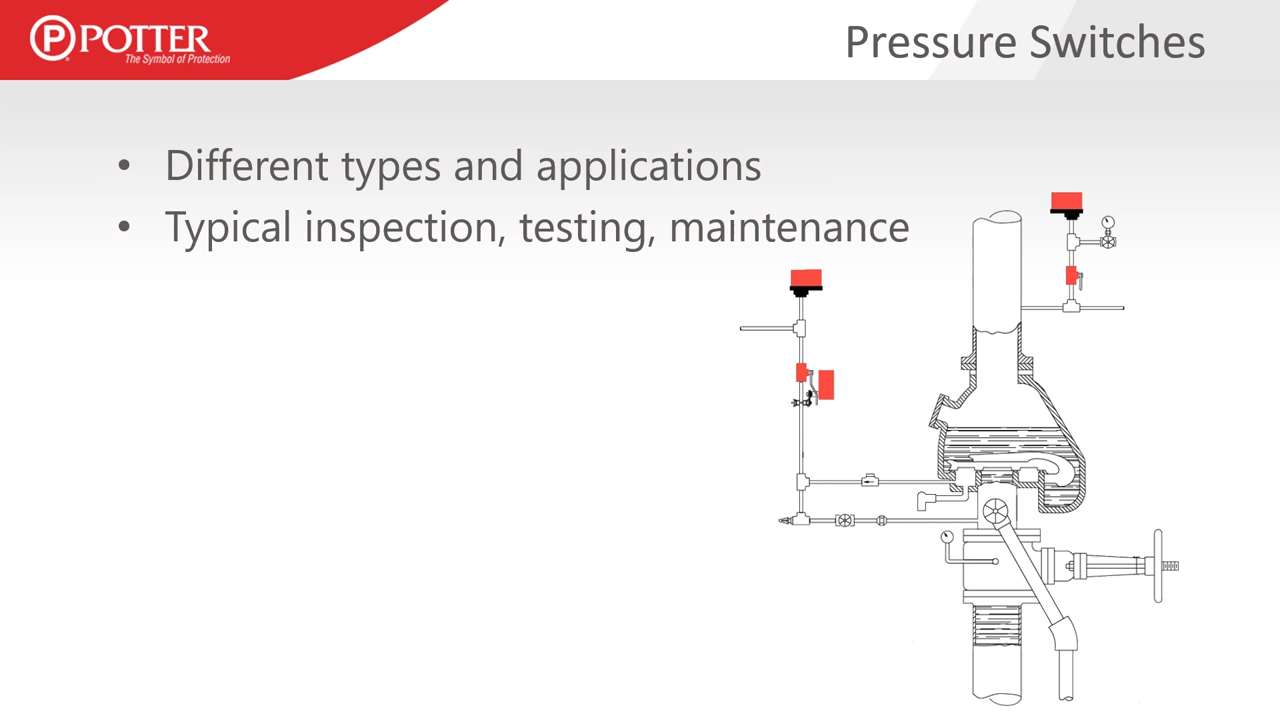 POTTER
The Symbol of Protection
Pressure Switches
• Different types and applications
• Typical inspection, testing, maintenance